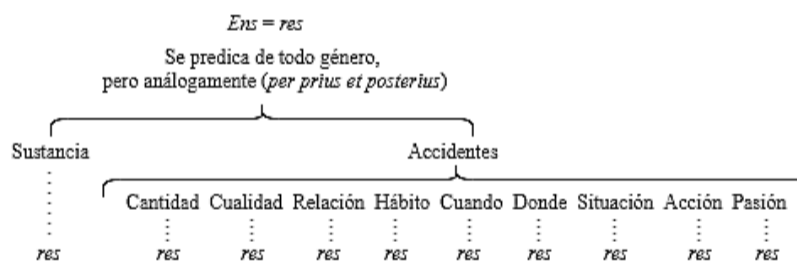 Ens = res
Se predica de todo género,
pero análogamente (per prius et posterius)
Sustancia Accidentes
Cantidad Cualidad Relación Hábito Cuando Donde Situación Acción Pasión
res res res res res res res res res res